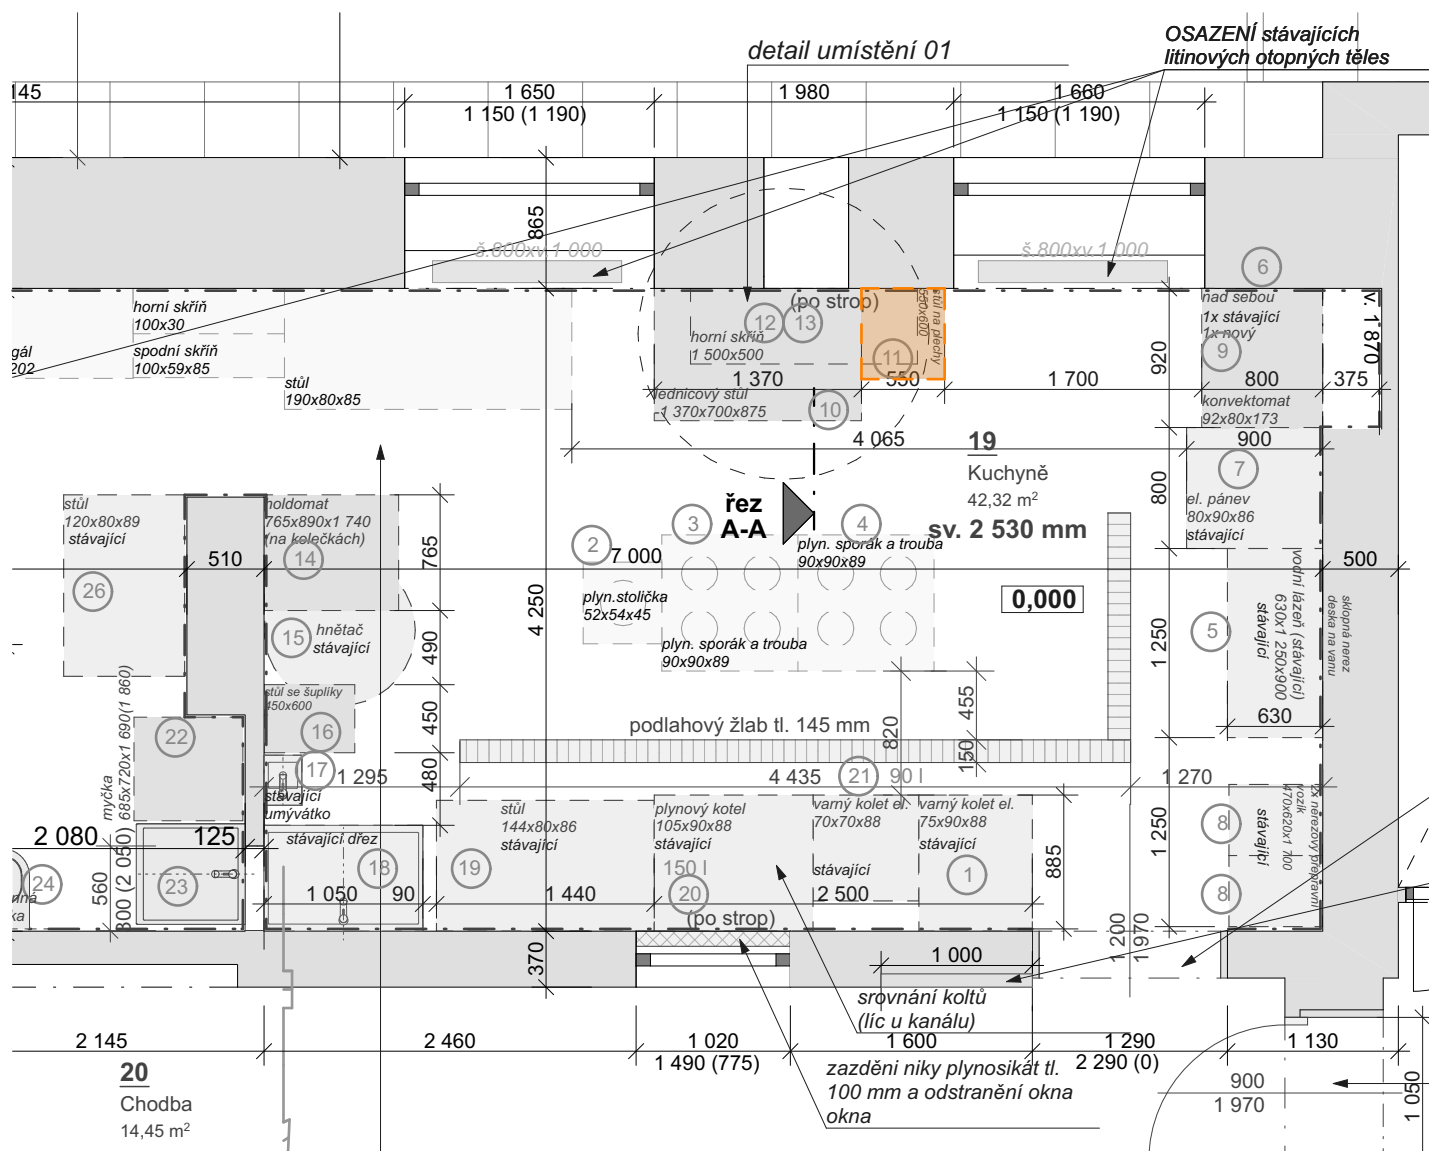 OSAZENÍ stávajících
litinových otopných těles
detail umístění 01
145
1 650
1 150 (1 190)
1 980
1 660
1 150 (1 190)
865
š.800xv.1 000
š.800xv.1 000
6
horní skříň
100x30
spodní skříň
100x59x85
gál
202
stůl
190x80x85
(po strop)
12
13
horní skříň
1 500x500
stůl na plechy
550x600
11
nad sebou
1x stávající
1x nový
9
v. 1 870
920
1 370
550
1 700
800
375
lednicový stůl
1 370x700x875
10
konvektomat
92x80x173
4 065
900
19
Kuchyně
42,32 m²
sv. 2 530 mm
7
el. pánev
80x90x86
stávající
800
stůl
120x80x89
stávající
holdomat
765x890x1 740
(na kolečkách)
14
765
řez
A-A
3
4
2
7 000
plyn. sporák a trouba
90x90x89
510
500
26
plyn.stolička
52x54x45
4 250
0,000
15
hnětač
stávající
490
plyn. sporák a trouba
90x90x89
5
1 250
vodní lázeň (stávající)
630x1 250x900
stávající
sklopná nerez
deska na vanu
630
stůl se šuplíky
450x600
16
450
22
myčka
685x720x1 690(1 860)
podlahový žlab tl. 145 mm
820
455
150
17
1 295
480
4 435
21
90 l
1 270
stávající
umývátko
stůl
144x80x86
stávající
plynový kotel
105x90x88
stávající
150 l
varný kolet el.
70x70x88
stávající
varný kolet el.
75x90x88
stávající
2x nerezový přepravní
vozík
470x620x1 700
stávající
8
8
1 250
2 080
125
stávající dřez
18
19
20
1
885
24
23
560
800 (2 050)
1 050
90
1 440
2 500
(po strop)
370
1 000
1 200
1 970
srovnání koltů
(líc u kanálu)
2 145
2 460
1 020
1 490 (775)
1600
1 290
2 290 (0)
1 130
20
Chodba
14,45 m²
zazdění niky plynosikát tl.
100 mm a odstranění okna
okna
900
1 970
1 050